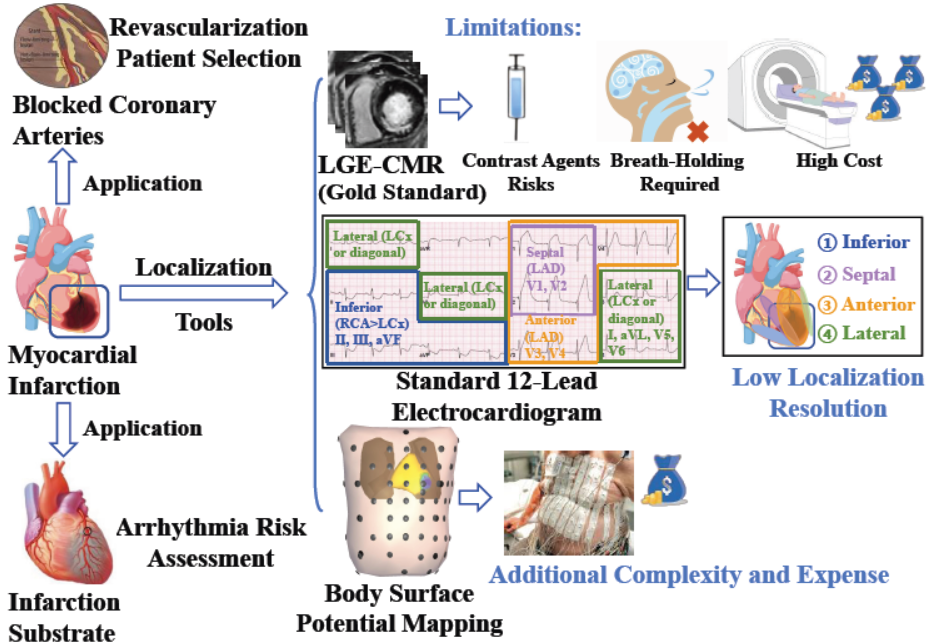 Revascularization
Patient Selection
Blocked Coronary
Arteries
Application
Localization
Tools
Myocardial
Infarction
Application
Arrhythmia Risk
Assessment
Infarction
Substrate
Limitations:
LGE-CMR
(Gold Standard)
Contrast Agents
Risks
Breath-Holding
Required
High Cost
Lateral (LCx
or diagonal)
Septal
(LAD)
V1, V2
Inferior
(RCA>LCx)
II, III, aVF
Lateral (LCx
or diagonal)
Anterior
(LAD)
V3, V4
Lateral
(LCx or
diagonal)
I, aVL, V5,
V6
Standard 12-Lead
Electrocardiogram
① Inferior
② Septal
③ Anterior
④ Lateral
Low Localization
Resolution
Body Surface
Potential Mapping
Additional Complexity and Expense